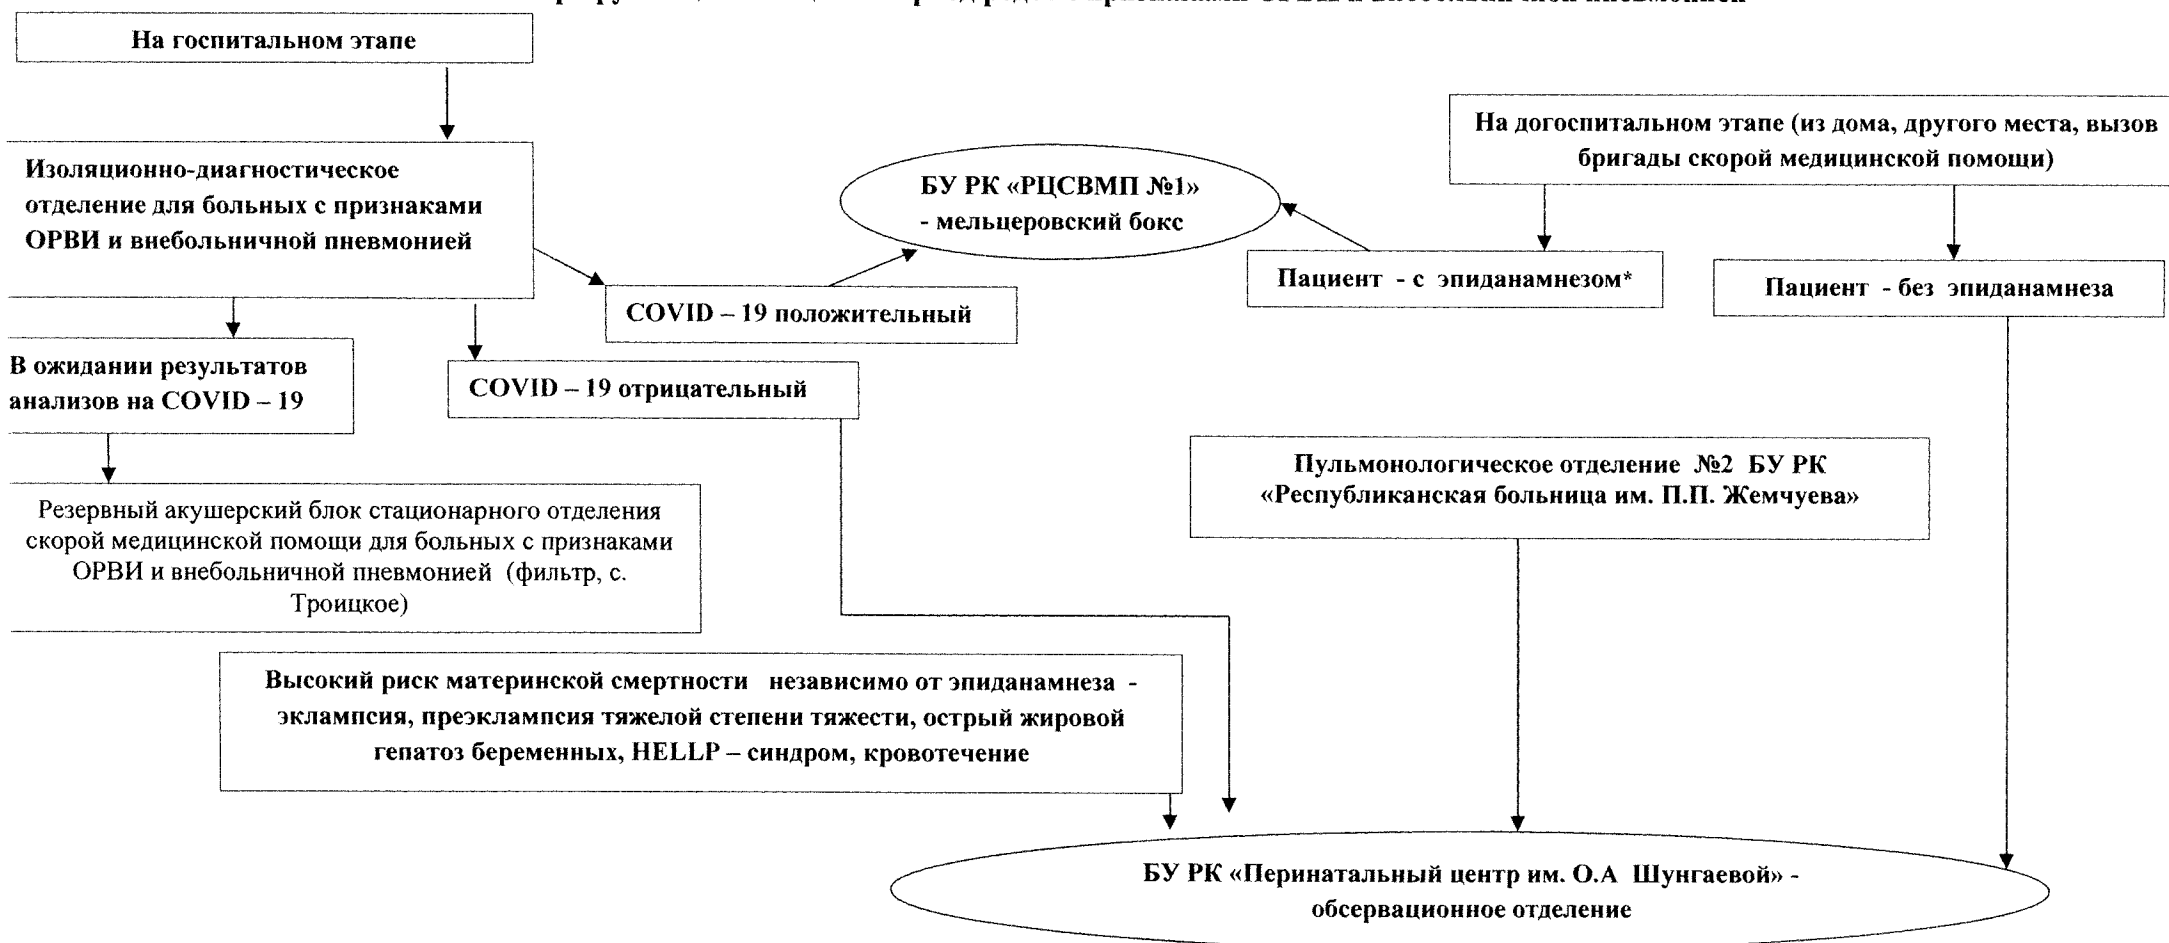 На госпитальном этапе
На догоспитальном этапе (из дома, другого места, вызов
бригады скорой медицинской помощи)
Изоляционно-диагностическое
отделение для больных с признаками
ОРВИ и внебольничной пневмонией
БУ РК «РЦСВМП №1»
- мельцеровский бокс
Пациент - с эпиданамнезом*
Пациент - без эпиданамнеза
COVID – 19 положительный
В ожидании результатов
анализов на COVID – 19
COVID – 19 отрицательный
Пульмонологическое отделение №2 БУ РК
«Республиканская больница им. П.П. Жемчуева»
Резервный акушерский блок стационарного отделения
скорой медицинской помощи для больных с признаками
ОРВИ и внебольничной пневмонией (фильтр, с.
Троицкое)
Высокий риск материнской смертности независимо от эпиданамнеза -
эклампсия, преэклампсия тяжелой степени тяжести, острый жировой
гепатоз беременных, HELLP – синдром, кровотечение
БУ РК «Перинатальный центр им. О.А Шунгаевой» -
обсервационное отделение